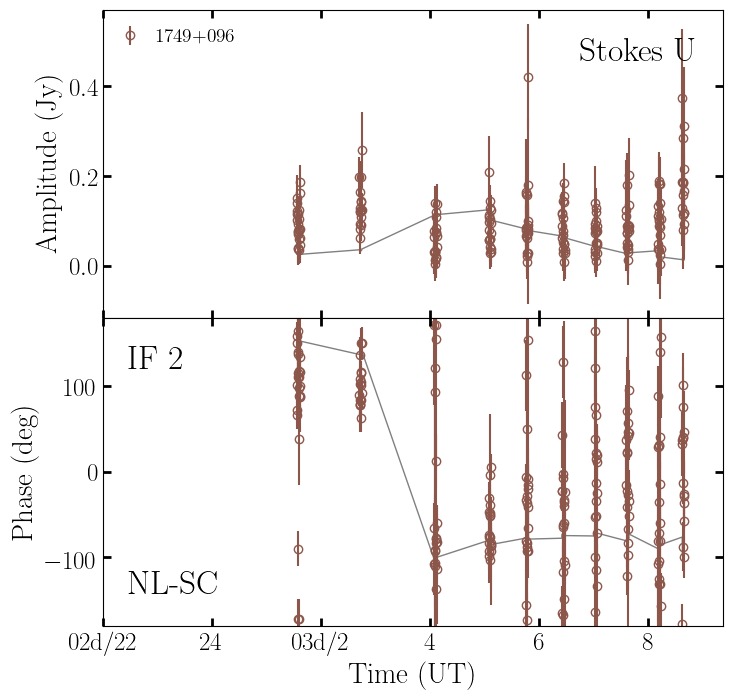 1749+096
Stokes U
Amplitude (Jy)
0.4
0.2
0.0
IF 2
NL-SC
Phase (deg)
100
0
−100
02d/22 24 03d/2 4 6 8
Time (UT)